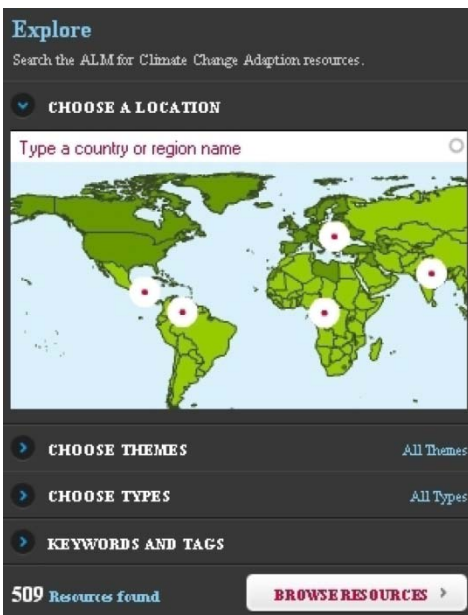 Explore
Search the ALM for Climate Change Adaption resources.
CHOOSE A LOCATION
Type a country or region name
CHOOSE THEMES All Themes
CHOOSE TYPES All Types
KEYWORDS AND TAGS
509 Resources found BROWSE RESOURCES